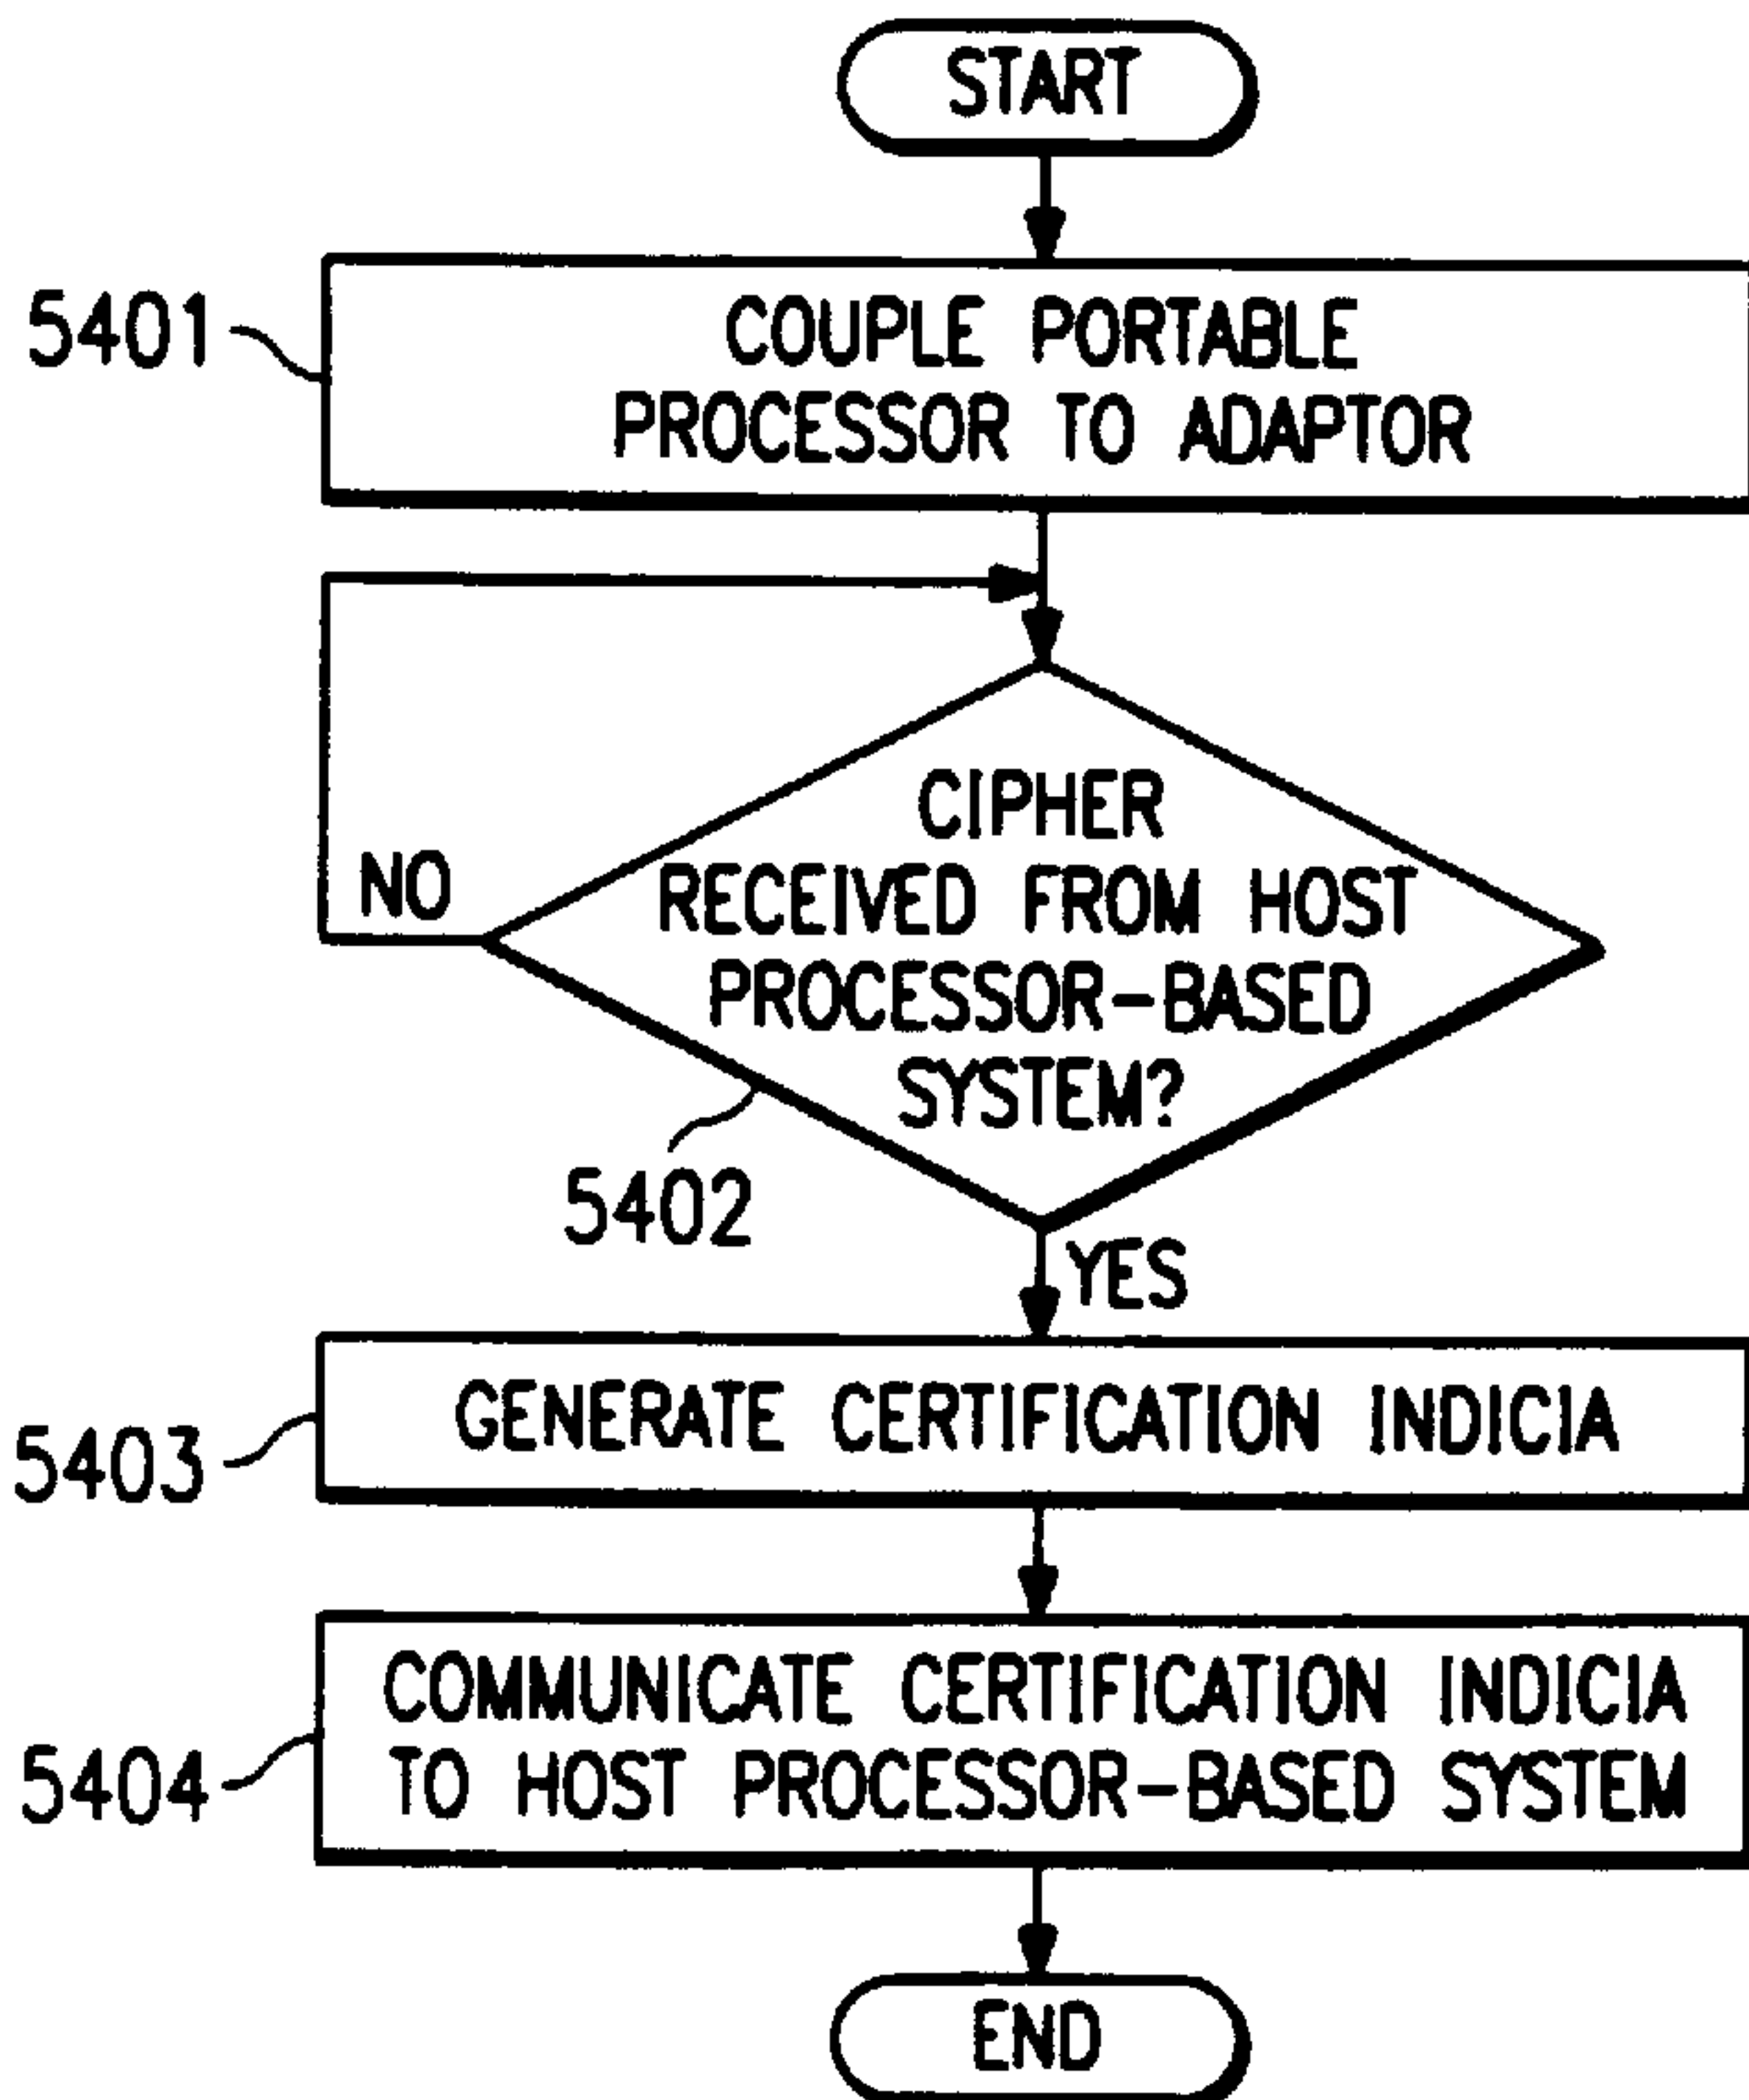 START
5401
COUPLE PORTABLE
PROCESSOR TO ADAPTOR
NO
CIPHER
RECEIVED FROM HOST
PROCESSOR-BASED
SYSTEM?
5402
YES
5403
GENERATE CERTIFICATION INDICIA
5404
COMMUNICATE CERTIFICATION INDICIA
TO HOST PROCESSOR-BASED SYSTEM
END